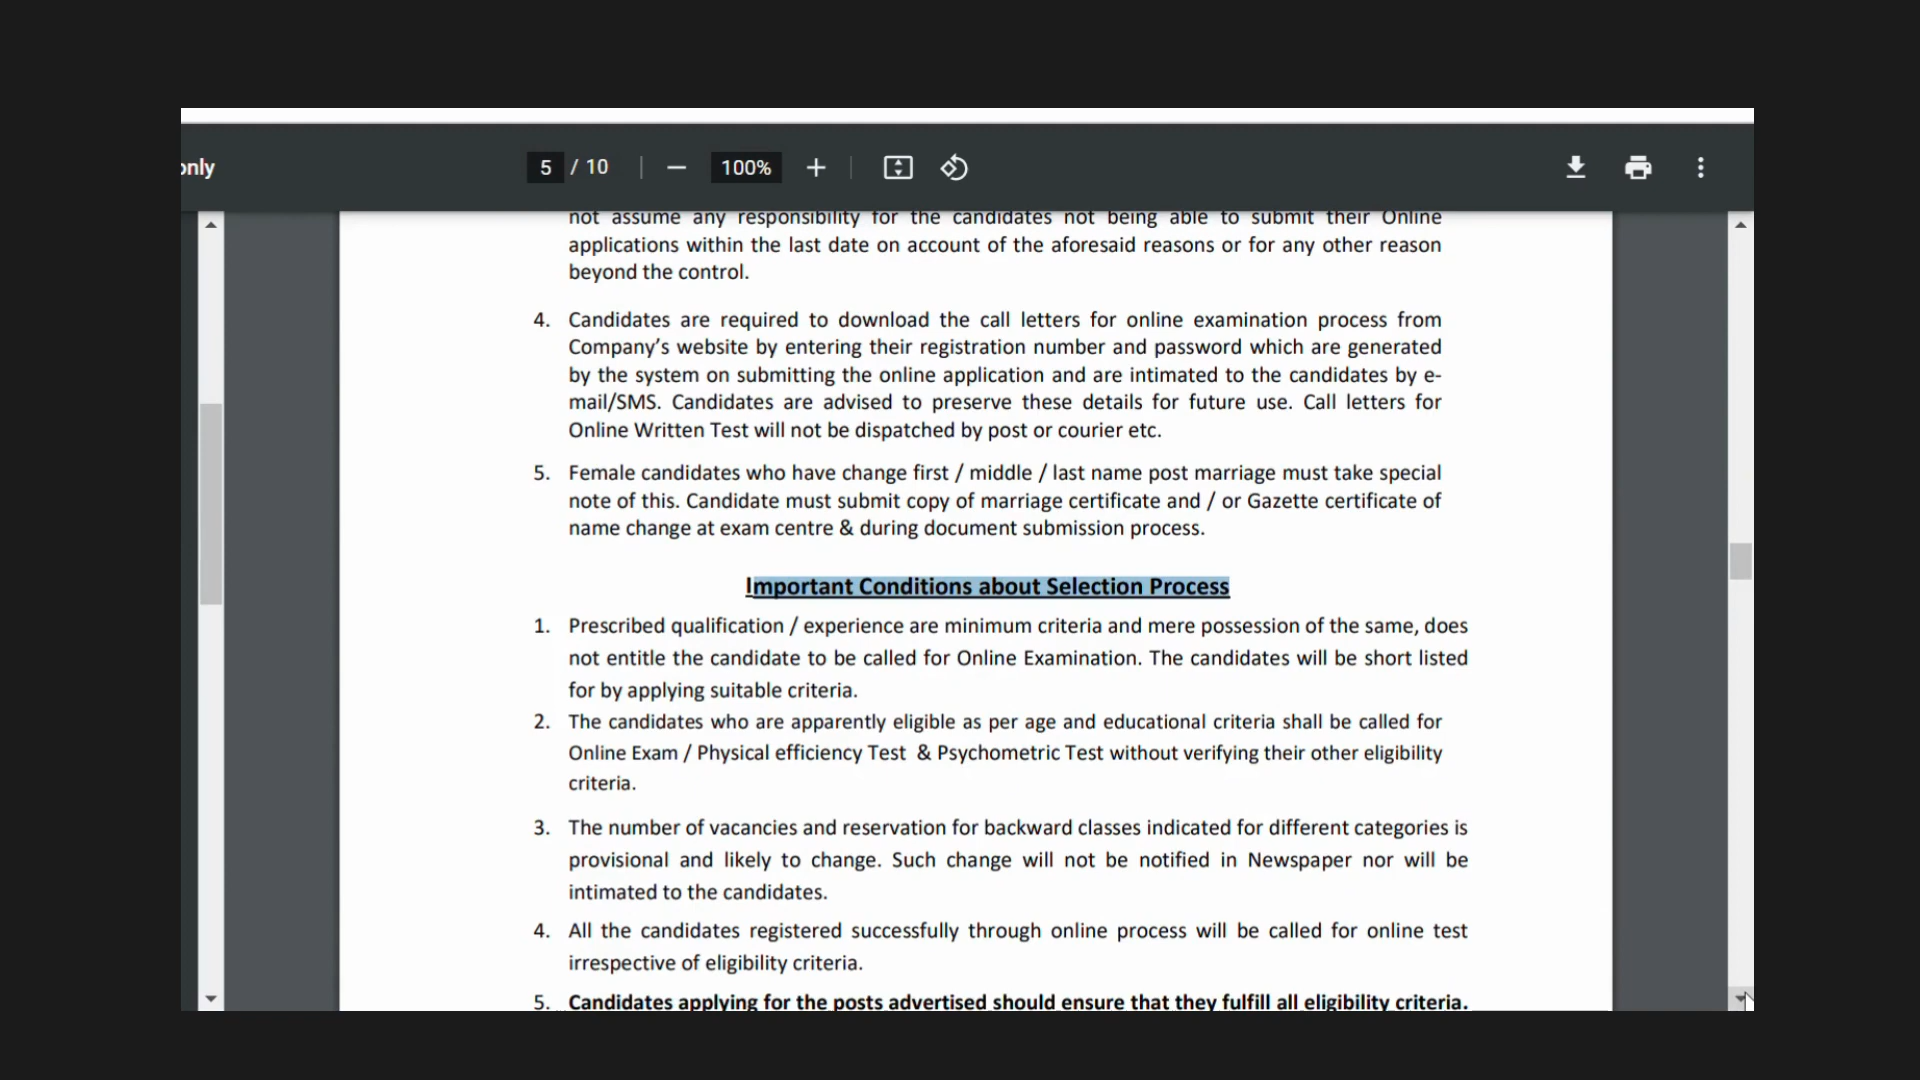 only
5 / 10
100%
not assume any responsibility for the candidates not being able to submit their Online
applications within the last date on account of the aforesaid reasons or for any other reason
beyond the control.
4. Candidates are required to download the call letters for online examination process from
Company’s website by entering their registration number and password which are generated
by the system on submitting the online application and are intimated to the candidates by e-
mail/SMS. Candidates are advised to preserve these details for future use. Call letters for
Online Written Test will not be dispatched by post or courier etc.
5. Female candidates who have change first / middle / last name post marriage must take special
note of this. Candidate must submit copy of marriage certificate and / or Gazette certificate of
name change at exam centre & during document submission process.
Important Conditions about Selection Process
1. Prescribed qualification / experience are minimum criteria and mere possession of the same, does
not entitle the candidate to be called for Online Examination. The candidates will be short listed
for by applying suitable criteria.
2. The candidates who are apparently eligible as per age and educational criteria shall be called for
Online Exam / Physical efficiency Test & Psychometric Test without verifying their other eligibility
criteria.
3. The number of vacancies and reservation for backward classes indicated for different categories is
provisional and likely to change. Such change will not be notified in Newspaper nor will be
intimated to the candidates.
4. All the candidates registered successfully through online process will be called for online test
irrespective of eligibility criteria.
5. Candidates applying for the posts advertised should ensure that they fulfill all eligibility criteria.